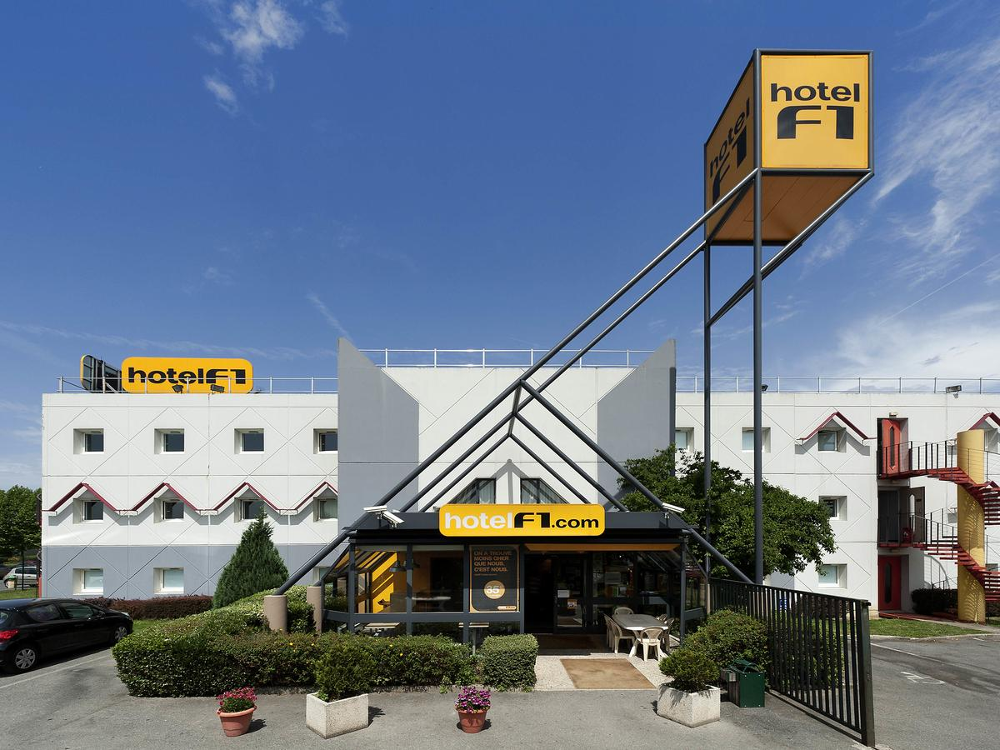 hotel
F1
hotel
F1
hotelF1
hotelF1.com
ON A TROUVÉ
MOINS CHER
QUE NOUS,
C'EST NOUS.
35€